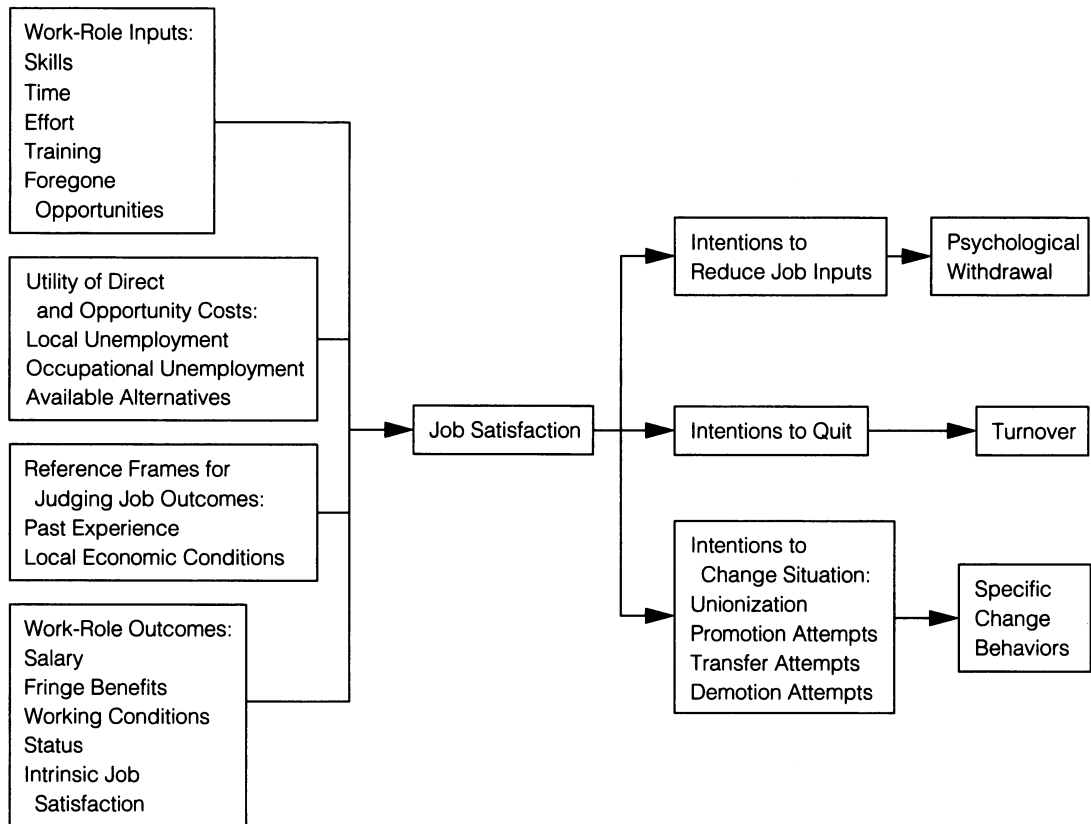 Work-Role Inputs:
Skills
Time
Effort
Training
Foregone
Opportunities
Utility of Direct
and Opportunity Costs:
Local Unemployment
Occupational Unemployment
Available Alternatives
Reference Frames for
Judging Job Outcomes:
Past Experience
Local Economic Conditions
Work-Role Outcomes:
Salary
Fringe Benefits
Working Conditions
Status
Intrinsic Job
Satisfaction
Job Satisfaction
Intentions to
Reduce Job Inputs
Psychological
Withdrawal
Intentions to Quit
Turnover
Intentions to
Change Situation:
Unionization
Promotion Attempts
Transfer Attempts
Demotion Attempts
Specific
Change
Behaviors